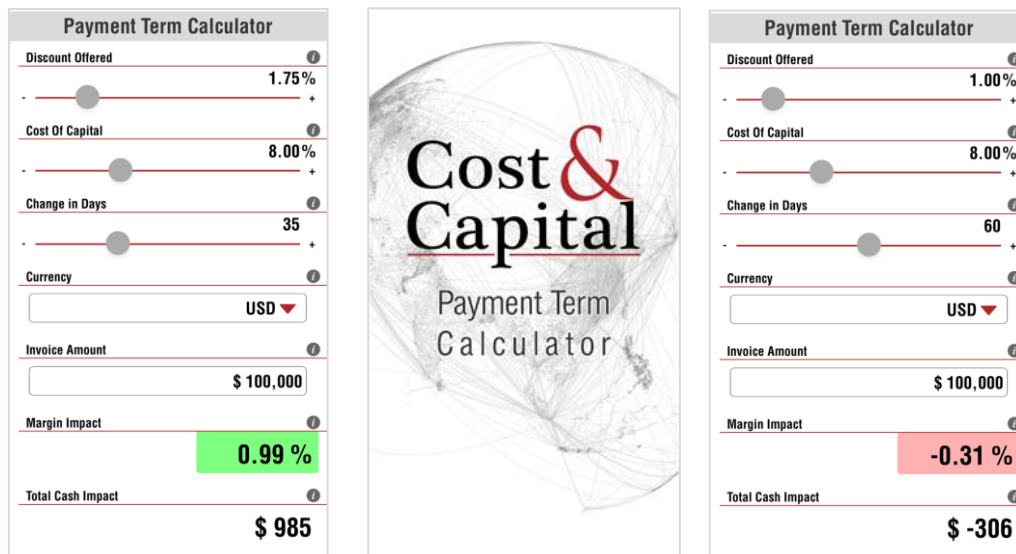 Payment Term Calculator
Discount Offered
1.75%
- +
Cost Of Capital
8.00%
- +
Change in Days
35
- +
Currency
USD
Invoice Amount
$ 100,000
Margin Impact
0.99 %
Total Cash Impact
$ 985
Cost &
Capital
Payment Term
Calculator
Payment Term Calculator
Discount Offered
1.00%
- +
Cost Of Capital
8.00%
- +
Change in Days
60
- +
Currency
USD
Invoice Amount
$ 100,000
Margin Impact
-0.31 %
Total Cash Impact
$ -306